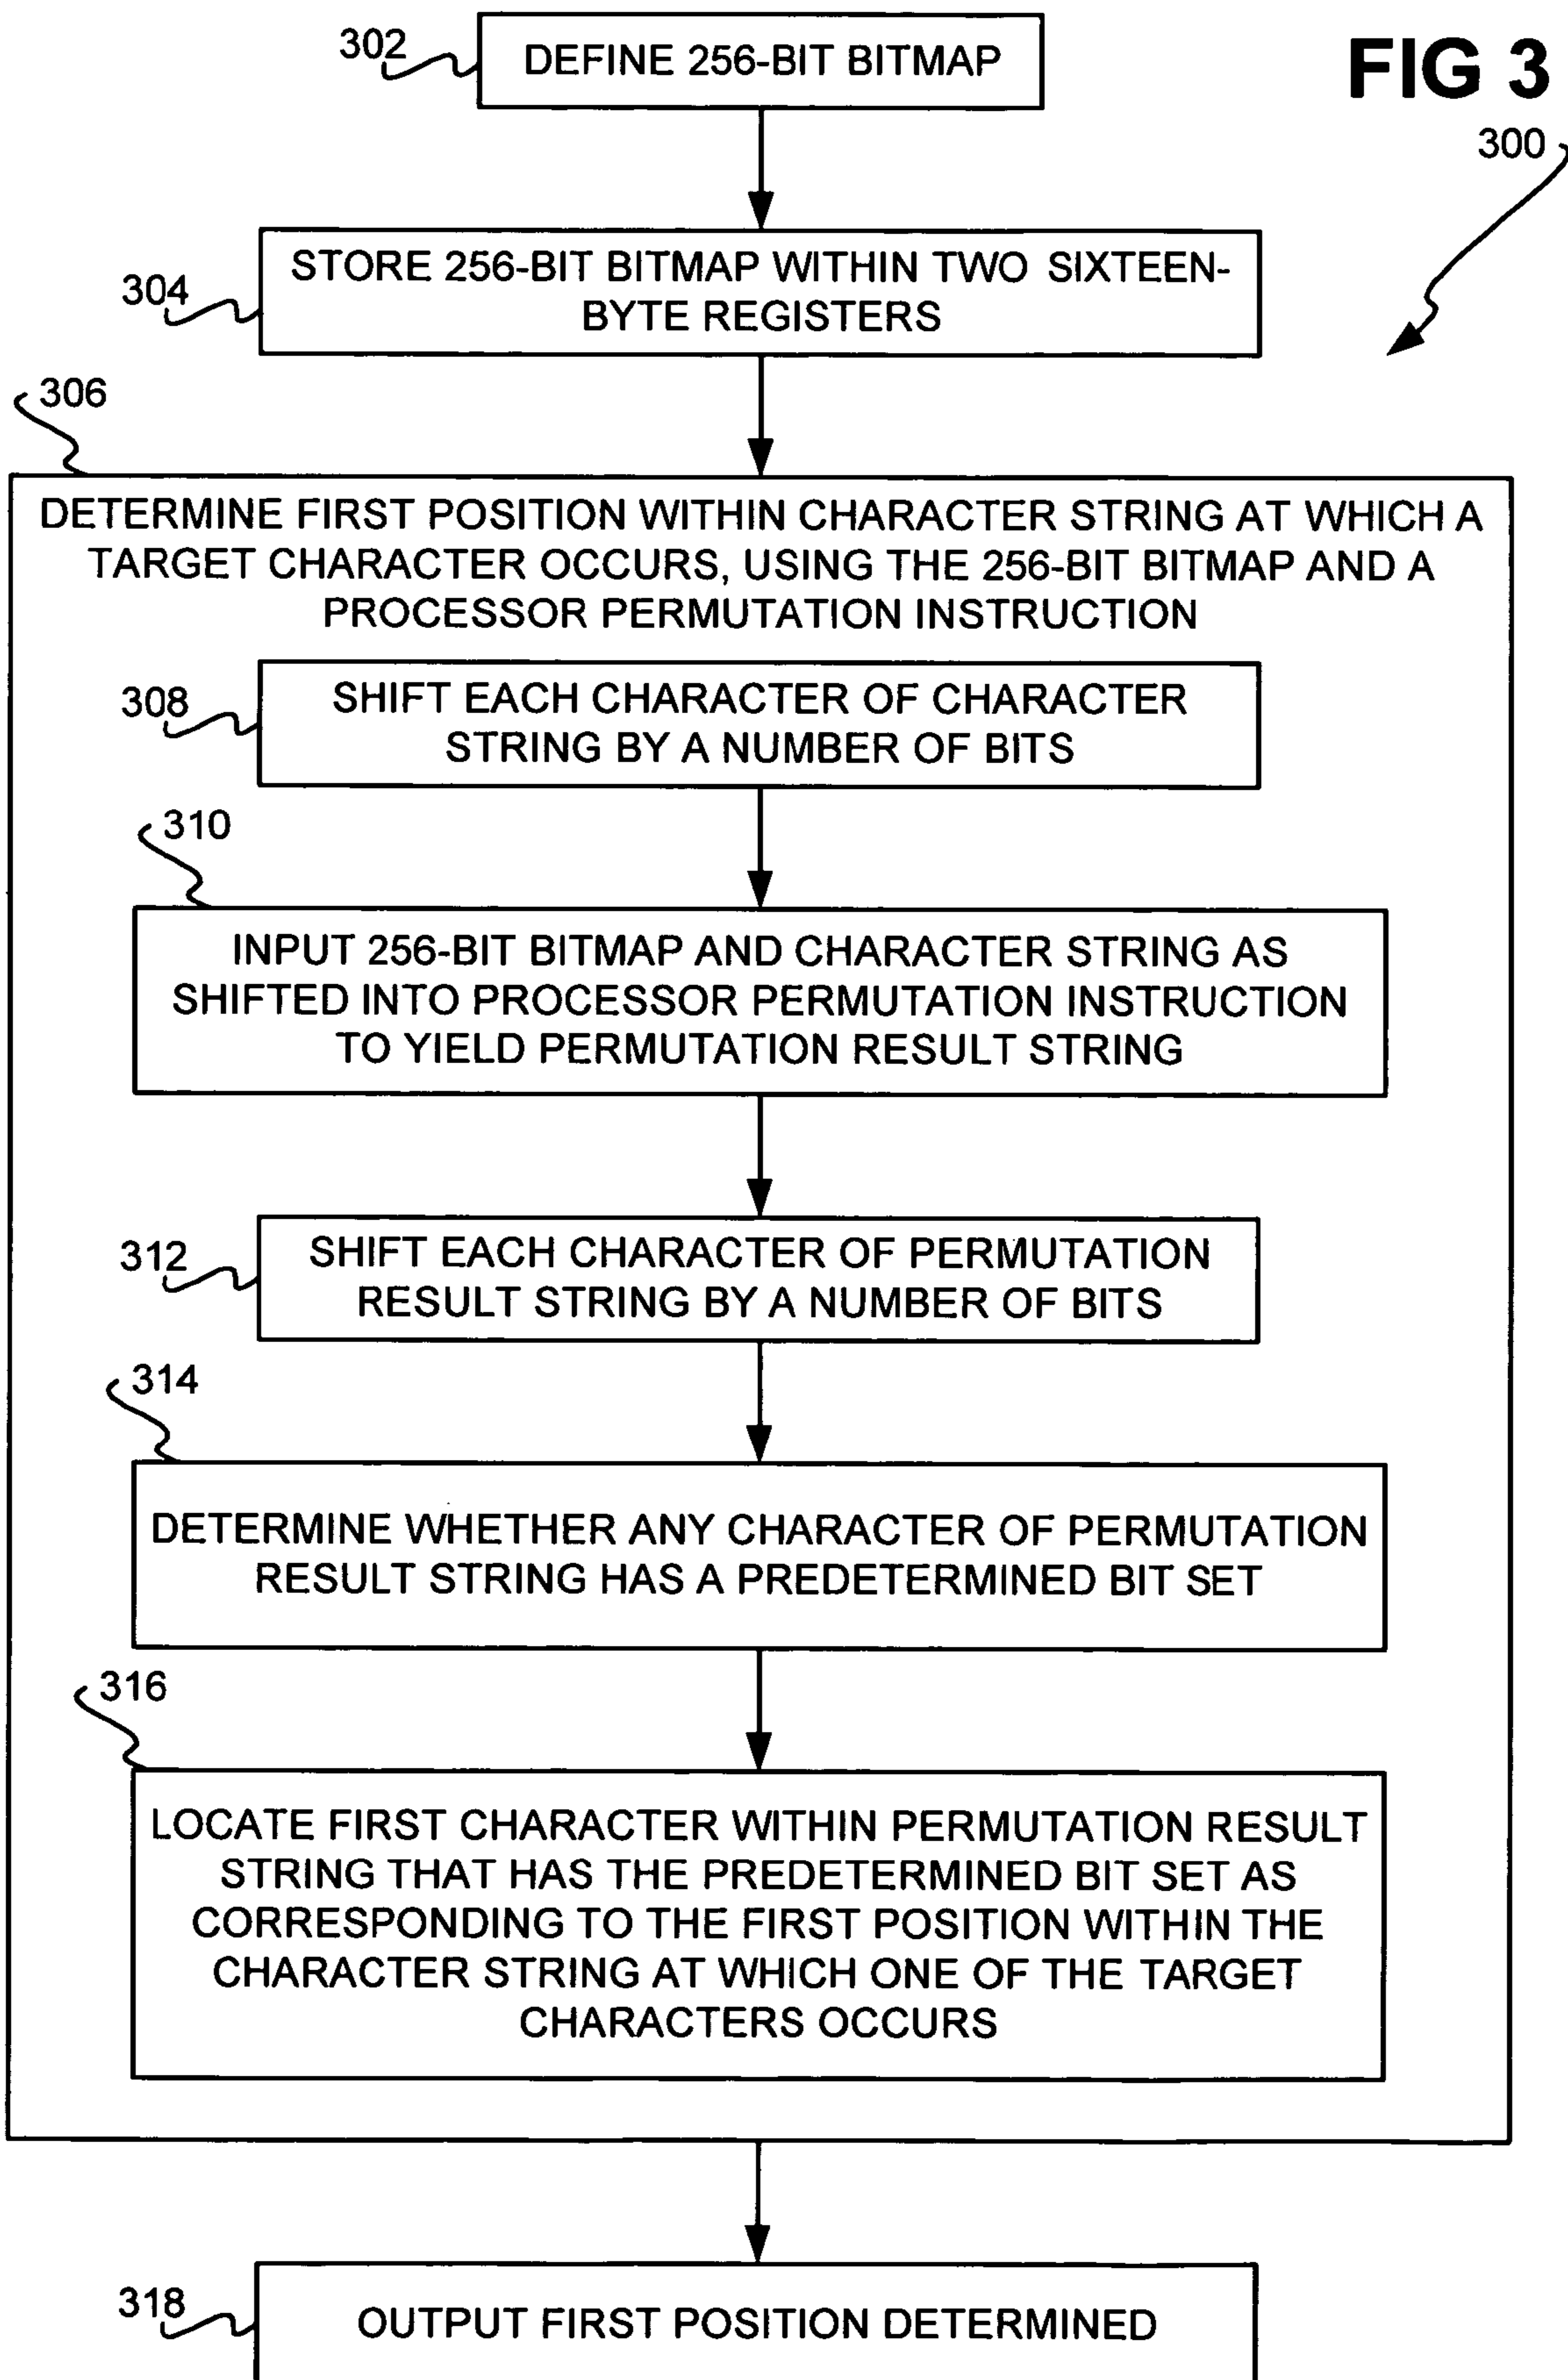 FIG 3
300
302
DEFINE 256-BIT BITMAP
304
STORE 256-BIT BITMAP WITHIN TWO SIXTEEN-
BYTE REGISTERS
306
DETERMINE FIRST POSITION WITHIN CHARACTER STRING AT WHICH A
TARGET CHARACTER OCCURS, USING THE 256-BIT BITMAP AND A
PROCESSOR PERMUTATION INSTRUCTION
308
SHIFT EACH CHARACTER OF CHARACTER
STRING BY A NUMBER OF BITS
310
INPUT 256-BIT BITMAP AND CHARACTER STRING AS
SHIFTED INTO PROCESSOR PERMUTATION INSTRUCTION
TO YIELD PERMUTATION RESULT STRING
312
SHIFT EACH CHARACTER OF PERMUTATION
RESULT STRING BY A NUMBER OF BITS
314
DETERMINE WHETHER ANY CHARACTER OF PERMUTATION
RESULT STRING HAS A PREDETERMINED BIT SET
316
LOCATE FIRST CHARACTER WITHIN PERMUTATION RESULT
STRING THAT HAS THE PREDETERMINED BIT SET AS
CORRESPONDING TO THE FIRST POSITION WITHIN THE
CHARACTER STRING AT WHICH ONE OF THE TARGET
CHARACTERS OCCURS
318
OUTPUT FIRST POSITION DETERMINED